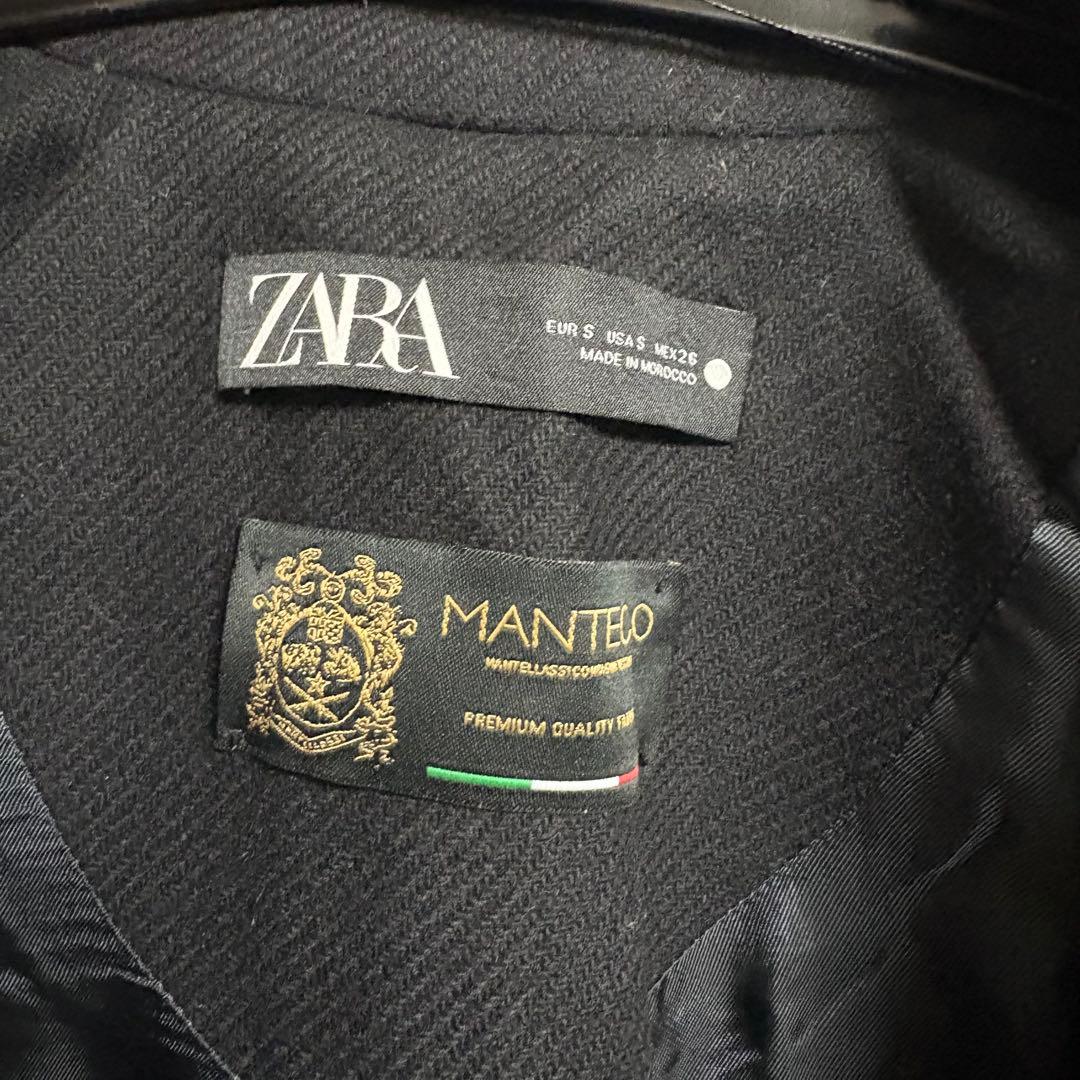 ZARA
EUR S USA S MEX 26
MADE IN MOROCCO
MANTECO
PREMIUM QUALITY